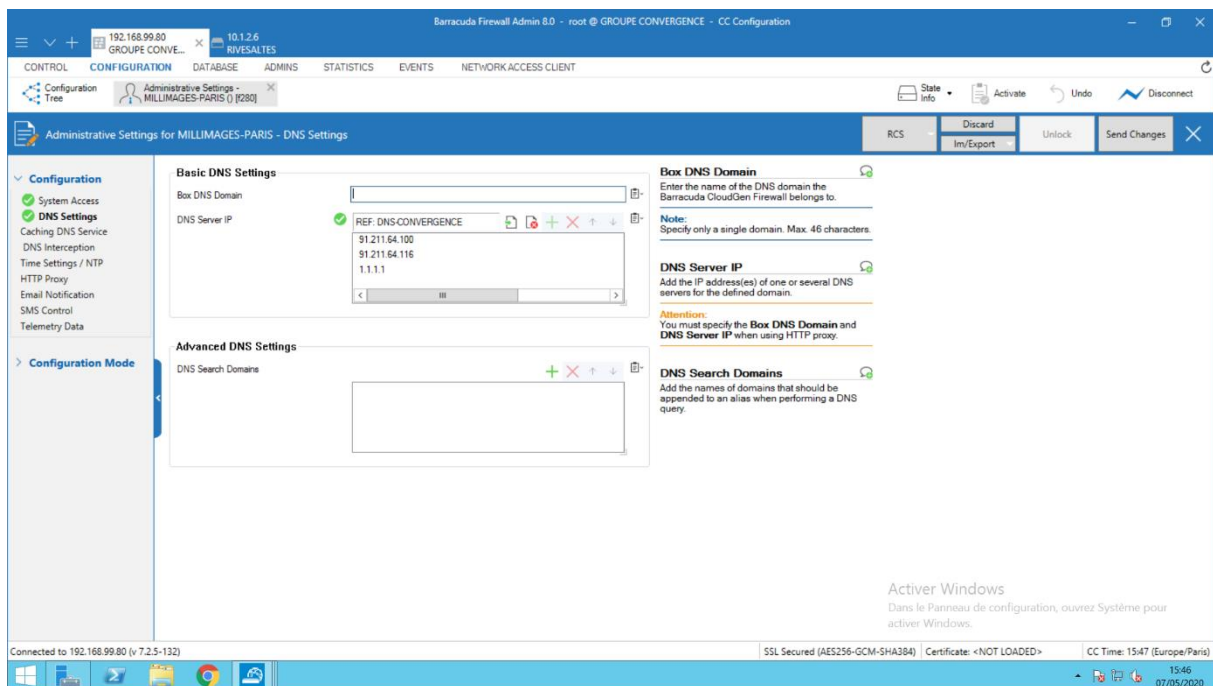 Barracuda Firewall Admin 8.0 - root @ GROUPE CONVERGENCE - CC Configuration
192.168.99.80
GROUPE CONVE...
10.1.2.6
RIVESALTES
CONTROL CONFIGURATION DATABASE ADMINS STATISTICS EVENTS NETWORK ACCESS CLIENT
Configuration
Tree
Administrative Settings -
MILLIMAGES-PARIS () [f280]
State
Info
Activate
Undo
Disconnect
Administrative Settings for MILLIMAGES-PARIS - DNS Settings
RCS
Discard
Im/Export
Unlock
Send Changes
Configuration
System Access
DNS Settings
Caching DNS Service
DNS Interception
Time Settings / NTP
HTTP Proxy
Email Notification
SMS Control
Telemetry Data
Configuration Mode
Basic DNS Settings
Box DNS Domain
DNS Server IP
REF: DNS-CONVERGENCE
91.211.64.100
91.211.64.116
1.1.1.1
Advanced DNS Settings
DNS Search Domains
Box DNS Domain
Enter the name of the DNS domain the
Barracuda CloudGen Firewall belongs to.
Note:
Specify only a single domain. Max. 46 characters.
DNS Server IP
Add the IP address(es) of one or several DNS
servers for the defined domain.
Attention:
You must specify the Box DNS Domain and
DNS Server IP when using HTTP proxy.
DNS Search Domains
Add the names of domains that should be
appended to an alias when performing a DNS
query.
Activer Windows
Dans le Panneau de configuration, ouvrez Système pour
activer Windows.
Connected to 192.168.99.80 (v 7.2.5-132)
SSL Secured (AES256-GCM-SHA384)
Certificate: <NOT LOADED>
CC Time: 15:47 (Europe/Paris)
15:46
07/05/2020